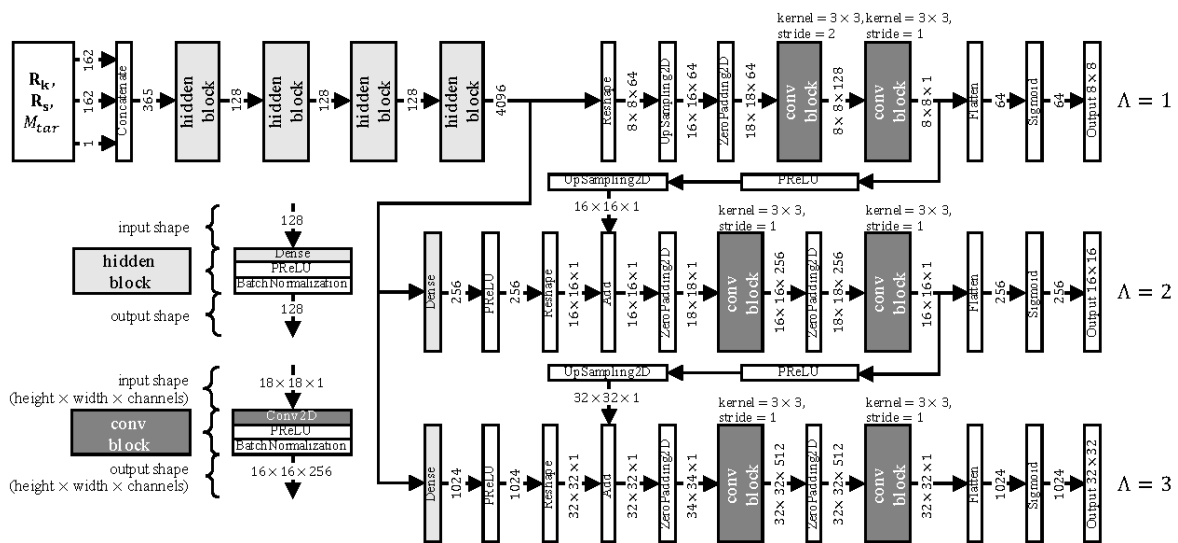 kernel = 3 × 3,
stride = 2
kernel = 3 × 3,
stride = 1
R_k,
R_s,
M_tar
162
162
1
Concatenate
365
hidden
block
128
hidden
block
128
hidden
block
128
hidden
block
4096
Reshape
8×8×64
UpSampling2D
16×16×64
ZeroPadding2D
18×18×64
conv
block
8×8×128
conv
block
8×8×1
Flatten
64
Sigmoid
64
Output 8×8
Λ = 1
UpSampling2D
PReLU
16×16×1
kernel = 3 × 3,
stride = 1
kernel = 3 × 3,
stride = 1
Dense
256
PReLU
256
Reshape
16×16×1
Add
16×16×1
ZeroPadding2D
18×18×1
conv
block
16×16×256
ZeroPadding2D
18×18×256
conv
block
16×16×1
Flatten
256
Sigmoid
256
Output 16×16
Λ = 2
UpSampling2D
PReLU
32×32×1
kernel = 3 × 3,
stride = 1
kernel = 3 × 3,
stride = 1
Dense
1024
PReLU
1024
Reshape
32×32×1
Add
32×32×1
ZeroPadding2D
34×34×1
conv
block
32×32×512
ZeroPadding2D
32×32×512
conv
block
32×32×1
Flatten
1024
Sigmoid
1024
Output 32×32
Λ = 3
input shape
128
hidden
block
Dense
PReLU
BatchNormalization
output shape
128
input shape
(height × width × channels)
18×18×1
conv
block
Conv2D
PReLU
BatchNormalization
output shape
(height × width × channels)
16×16×256